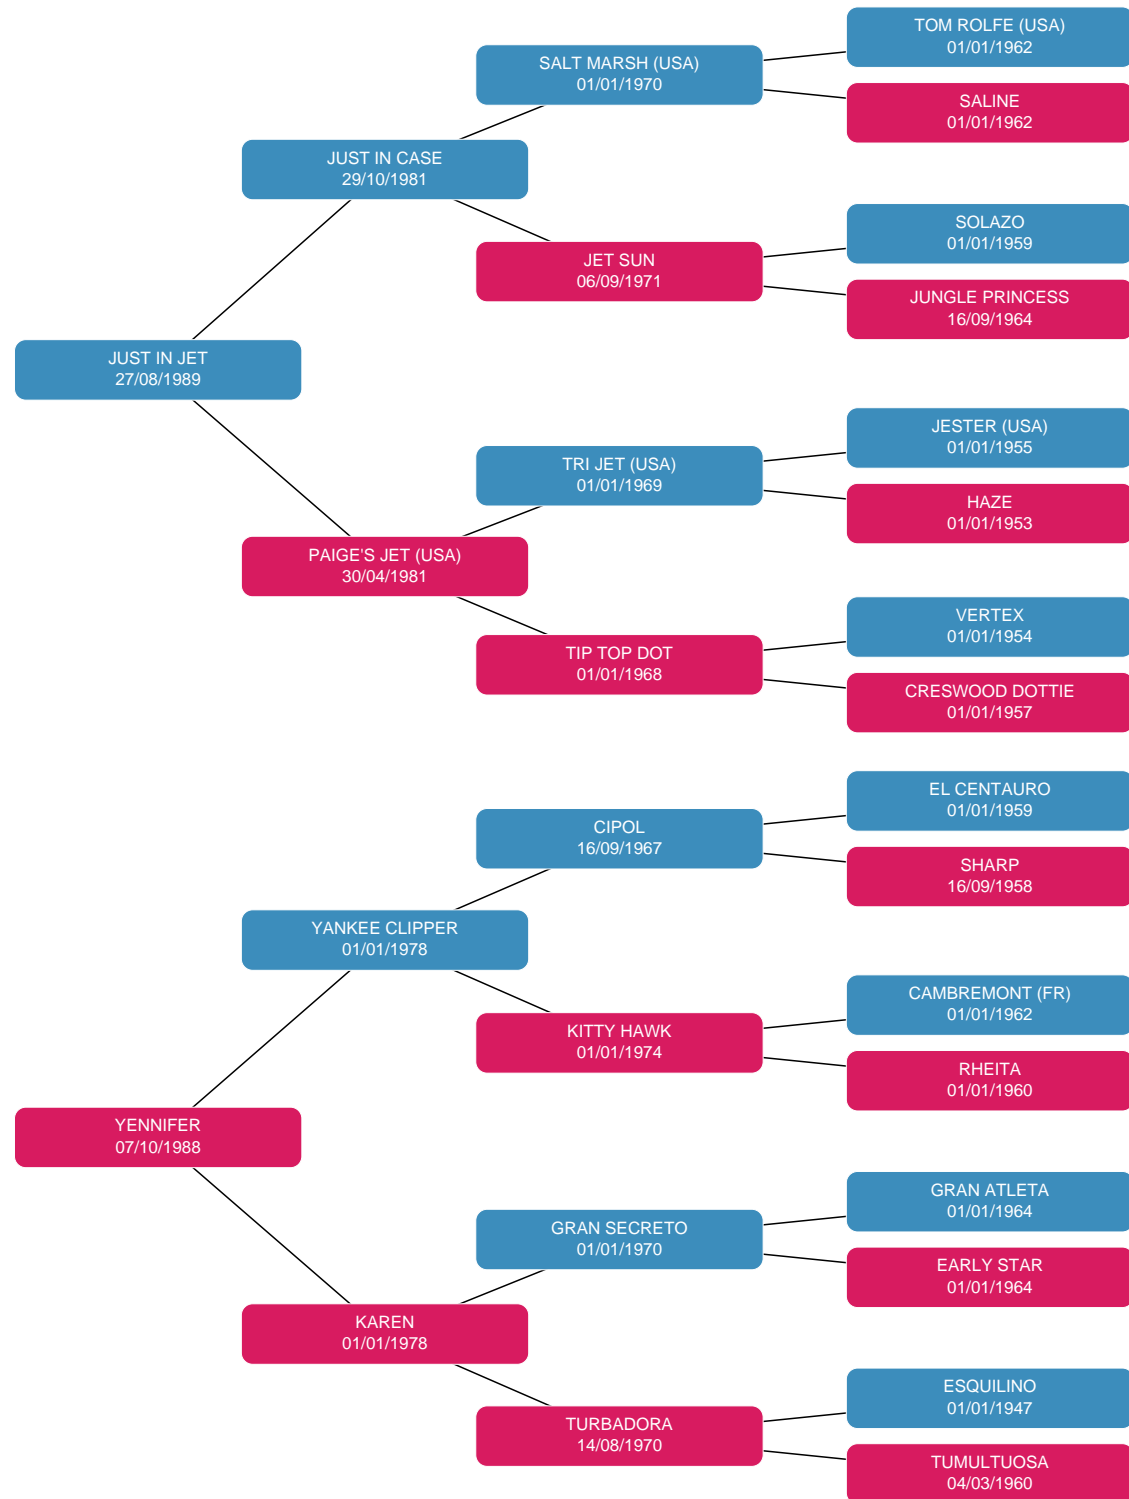 TOM ROLFE (USA)
01/01/1962
SALT MARSH (USA)
01/01/1970
SALINE
01/01/1962
JUST IN CASE
29/10/1981
SOLAZO
01/01/1959
JET SUN
06/09/1971
JUNGLE PRINCESS
16/09/1964
JUST IN JET
27/08/1989
JESTER (USA)
01/01/1955
TRI JET (USA)
01/01/1969
HAZE
01/01/1953
PAIGE'S JET (USA)
30/04/1981
VERTEX
01/01/1954
TIP TOP DOT
01/01/1968
CRESWOOD DOTTIE
01/01/1957
EL CENTAURO
01/01/1959
CIPOL
16/09/1967
SHARP
16/09/1958
YANKEE CLIPPER
01/01/1978
CAMBREMONT (FR)
01/01/1962
KITTY HAWK
01/01/1974
RHEITA
01/01/1960
YENNIFER
07/10/1988
GRAN ATLETA
01/01/1964
GRAN SECRETO
01/01/1970
EARLY STAR
01/01/1964
KAREN
01/01/1978
ESQUILINO
01/01/1947
TURBADORA
14/08/1970
TUMULTUOSA
04/03/1960